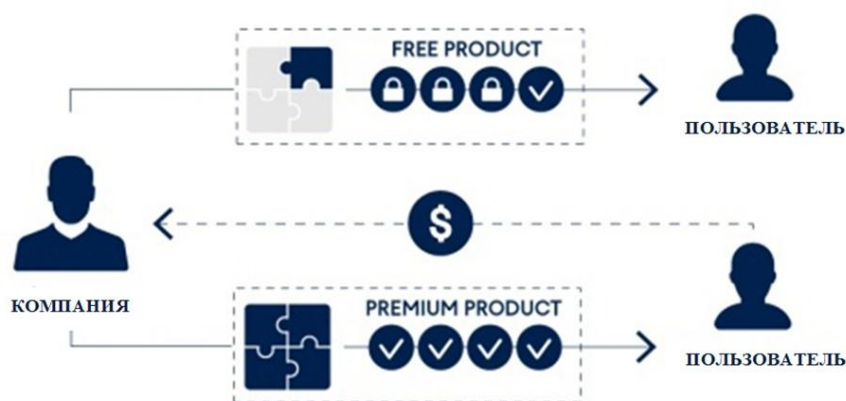 FREE PRODUCT
ПОЛЬЗОВАТЕЛЬ
$
КОМПАНИЯ
PREMIUM PRODUCT
ПОЛЬЗОВАТЕЛЬ